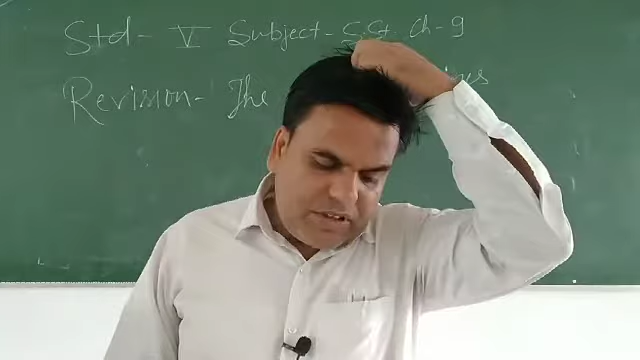 Std - V Subject - S.St. Ch - 9
Revision - The